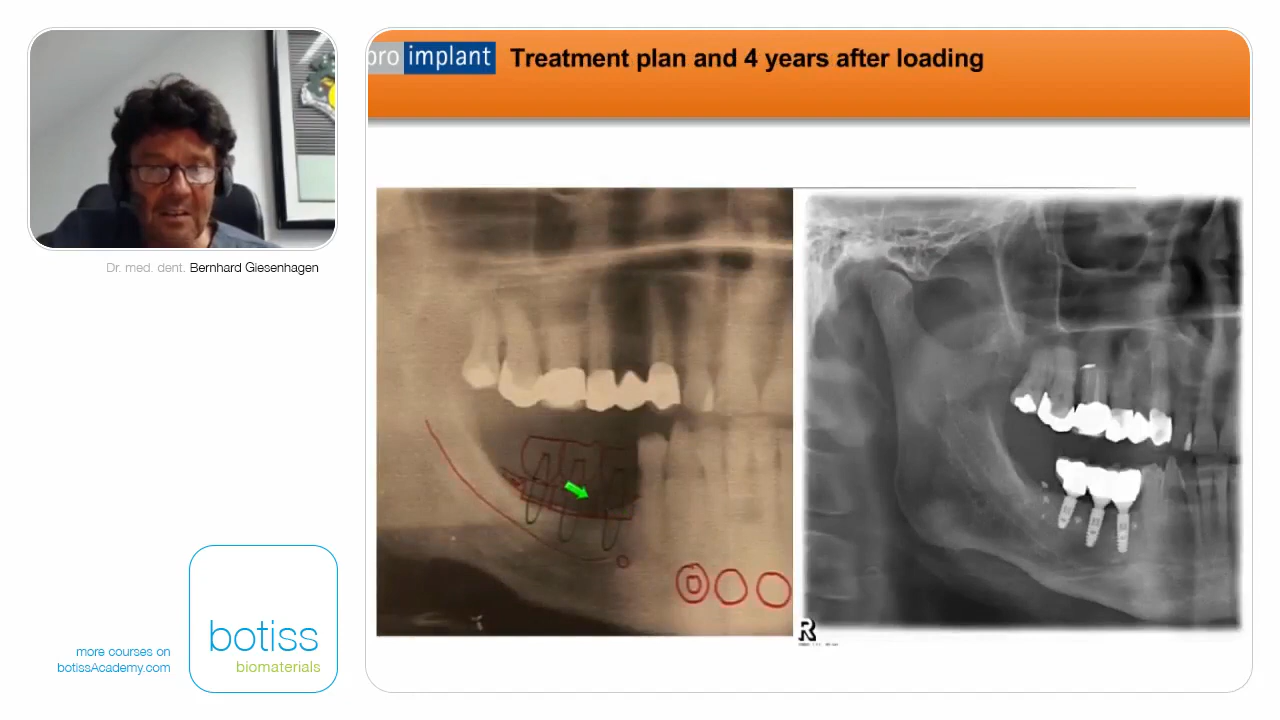 pro implant
Treatment plan and 4 years after loading
Dr. med. dent. Bernhard Giesenhagen
R
more courses on
botissAcademy.com
botiss
biomaterials